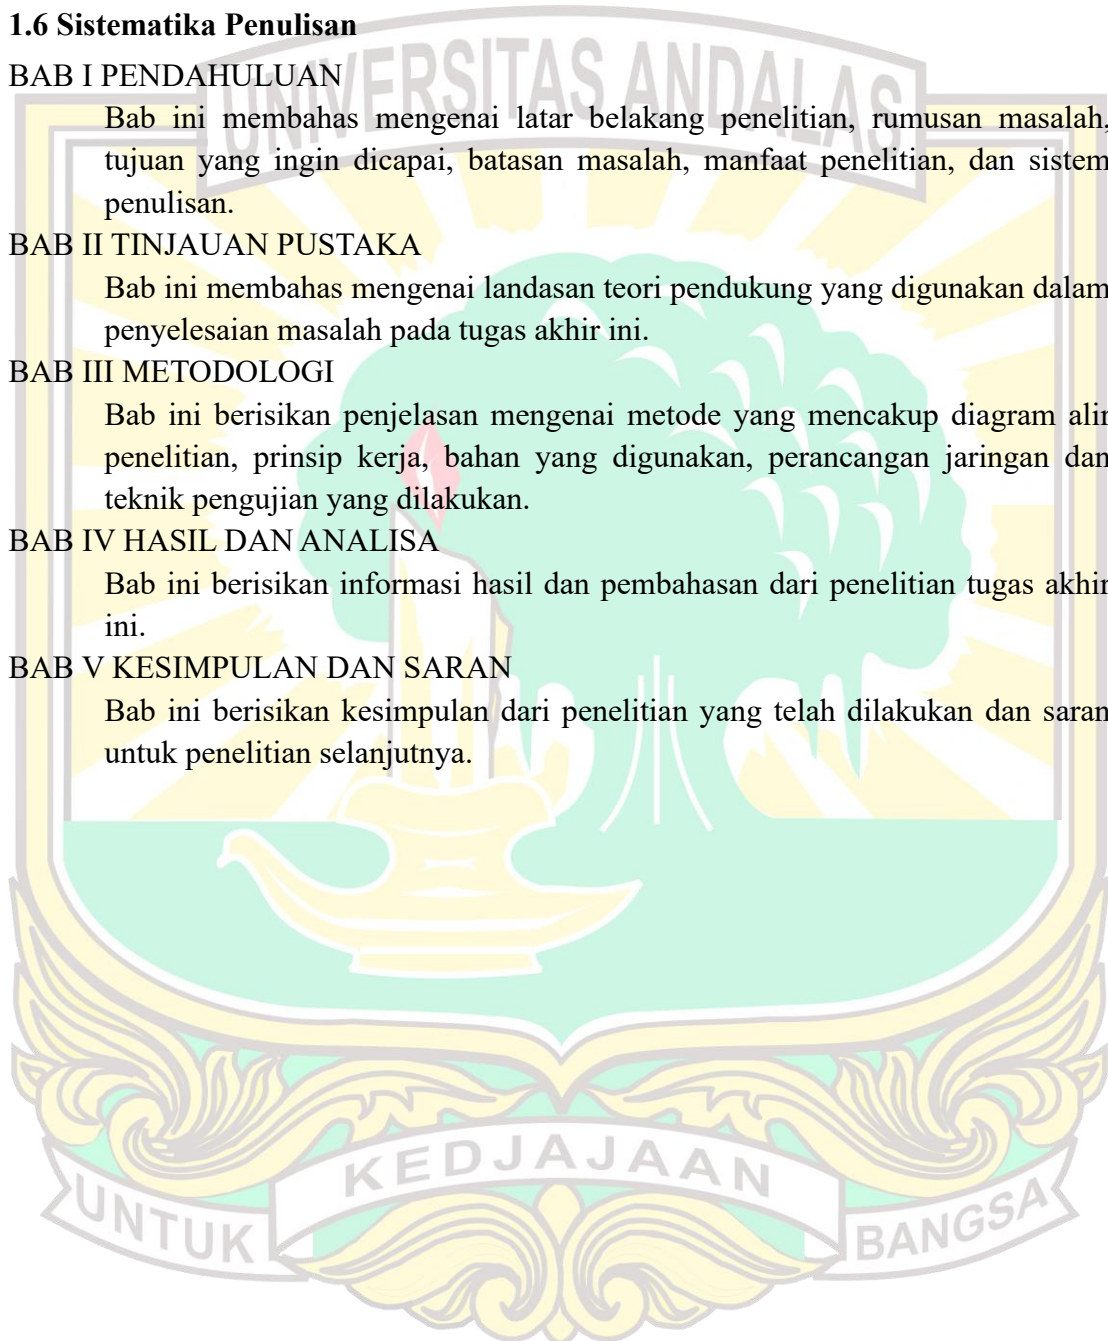 1.6 Sistematika Penulisan
UNIVERSITAS ANDALAS
BAB I PENDAHULUAN
Bab ini membahas mengenai latar belakang penelitian, rumusan masalah,
tujuan yang ingin dicapai, batasan masalah, manfaat penelitian, dan sistem
penulisan.
BAB II TINJAUAN PUSTAKA
Bab ini membahas mengenai landasan teori pendukung yang digunakan dalam
penyelesaian masalah pada tugas akhir ini.
BAB III METODOLOGI
Bab ini berisikan penjelasan mengenai metode yang mencakup diagram alir
penelitian, prinsip kerja, bahan yang digunakan, perancangan jaringan dan
teknik pengujian yang dilakukan.
BAB IV HASIL DAN ANALISA
Bab ini berisikan informasi hasil dan pembahasan dari penelitian tugas akhir
ini.
BAB V KESIMPULAN DAN SARAN
Bab ini berisikan kesimpulan dari penelitian yang telah dilakukan dan saran
untuk penelitian selanjutnya.
UNTUK KEDJAJAAN BANGSA